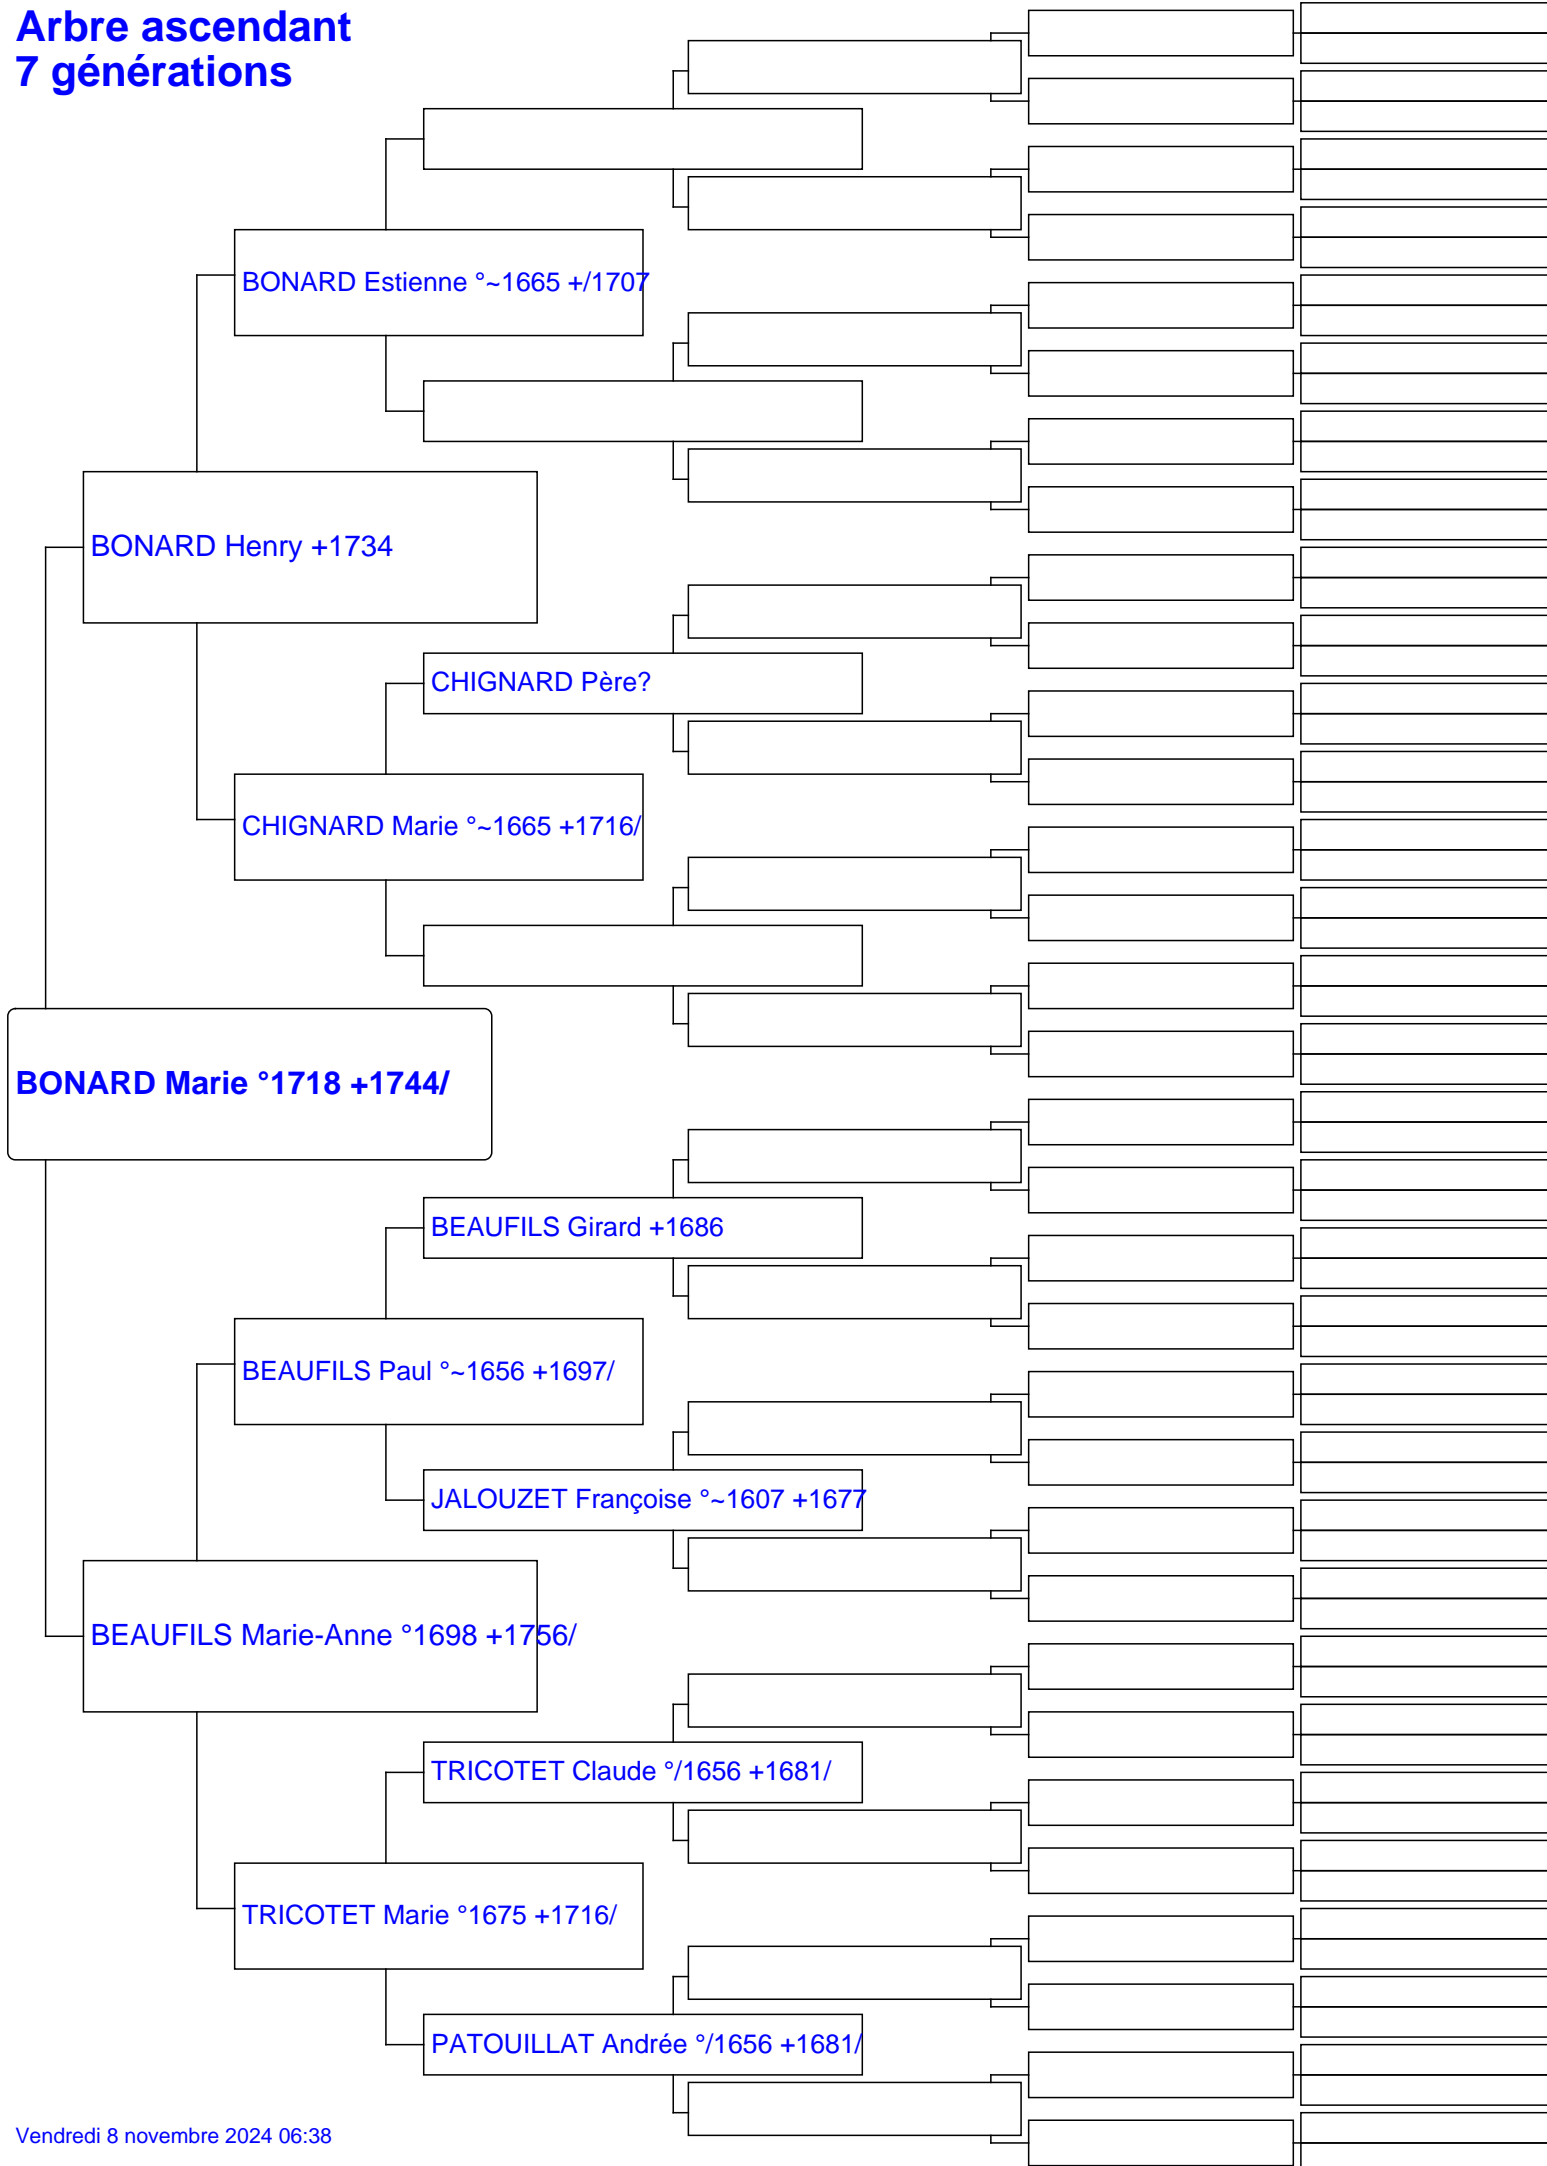 Arbre ascendant
7 générations
BONARD Estienne °~1665 +/1707
BONARD Henry +1734
CHIGNARD Père?
CHIGNARD Marie °~1665 +1716/
BONARD Marie °1718 +1744/
BEAUFILS Girard +1686
BEAUFILS Paul °~1656 +1697/
JALOUZET Françoise °~1607 +1677
BEAUFILS Marie-Anne °1698 +1756/
TRICOTET Claude °/1656 +1681/
TRICOTET Marie °1675 +1716/
PATOUILLAT Andrée °/1656 +1681/
Vendredi 8 novembre 2024 06:38